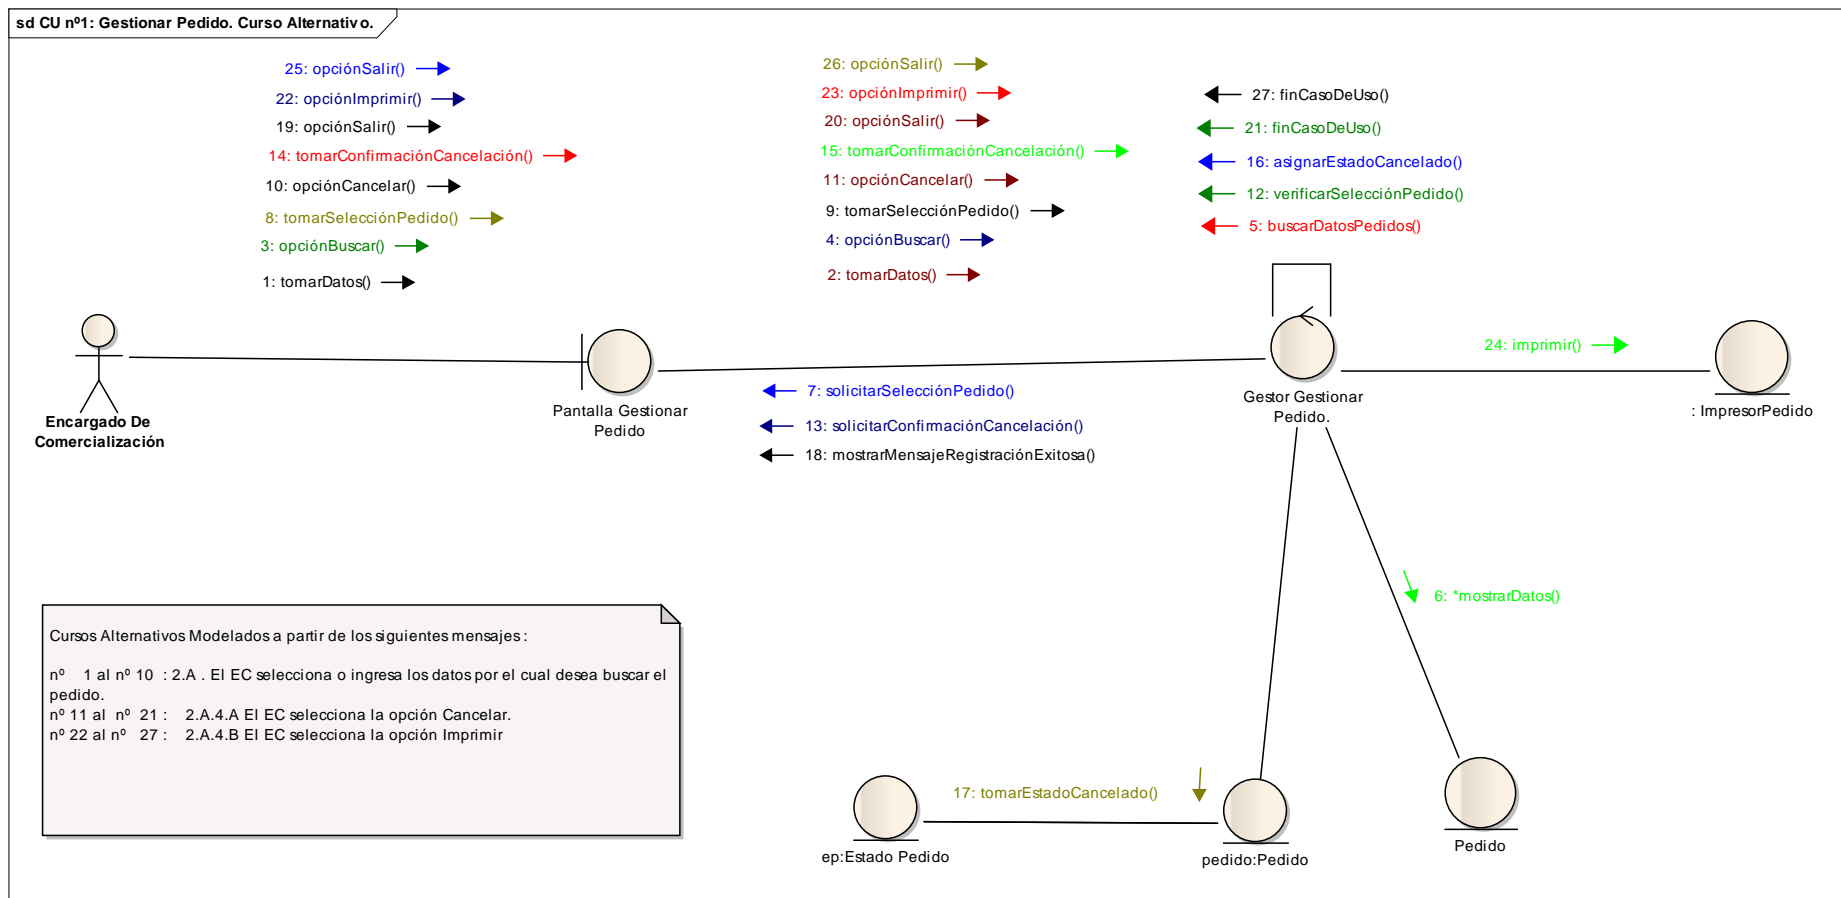 sd CU nº1: Gestionar Pedido. Curso Alternativo.
25: opciónSalir()
22: opciónImprimir()
19: opciónSalir()
14: tomarConfirmaciónCancelación()
10: opciónCancelar()
8: tomarSelecciónPedido()
3: opciónBuscar()
1: tomarDatos()
26: opciónSalir()
23: opciónImprimir()
20: opciónSalir()
15: tomarConfirmaciónCancelación()
11: opciónCancelar()
9: tomarSelecciónPedido()
4: opciónBuscar()
2: tomarDatos()
27: finCasoDeUso()
21: finCasoDeUso()
16: asignarEstadoCancelado()
12: verificarSelecciónPedido()
5: buscarDatosPedidos()
24: imprimir()
Encargado De
Comercialización
Pantalla Gestionar
Pedido
7: solicitarSelecciónPedido()
13: solicitarConfirmaciónCancelación()
18: mostrarMensajeRegistraciónExitosa()
Gestor Gestionar
Pedido.
: ImpresorPedido
6: *mostrarDatos()
Cursos Alternativos Modelados a partir de los siguientes mensajes :
nº 1 al nº 10 : 2.A . El EC selecciona o ingresa los datos por el cual desea buscar el
pedido.
nº 11 al nº 21 : 2.A.4.A El EC selecciona la opción Cancelar.
nº 22 al nº 27 : 2.A.4.B El EC selecciona la opción Imprimir
17: tomarEstadoCancelado()
ep:Estado Pedido
pedido:Pedido
Pedido